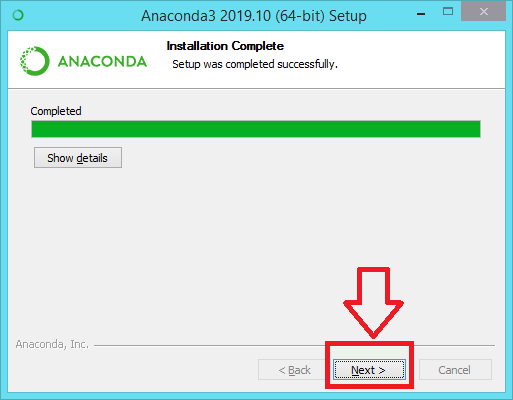 Anaconda3 2019.10 (64-bit) Setup
ANACONDA
Installation Complete
Setup was completed successfully.
Completed
Show details
Anaconda, Inc.
< Back
Next >
Cancel